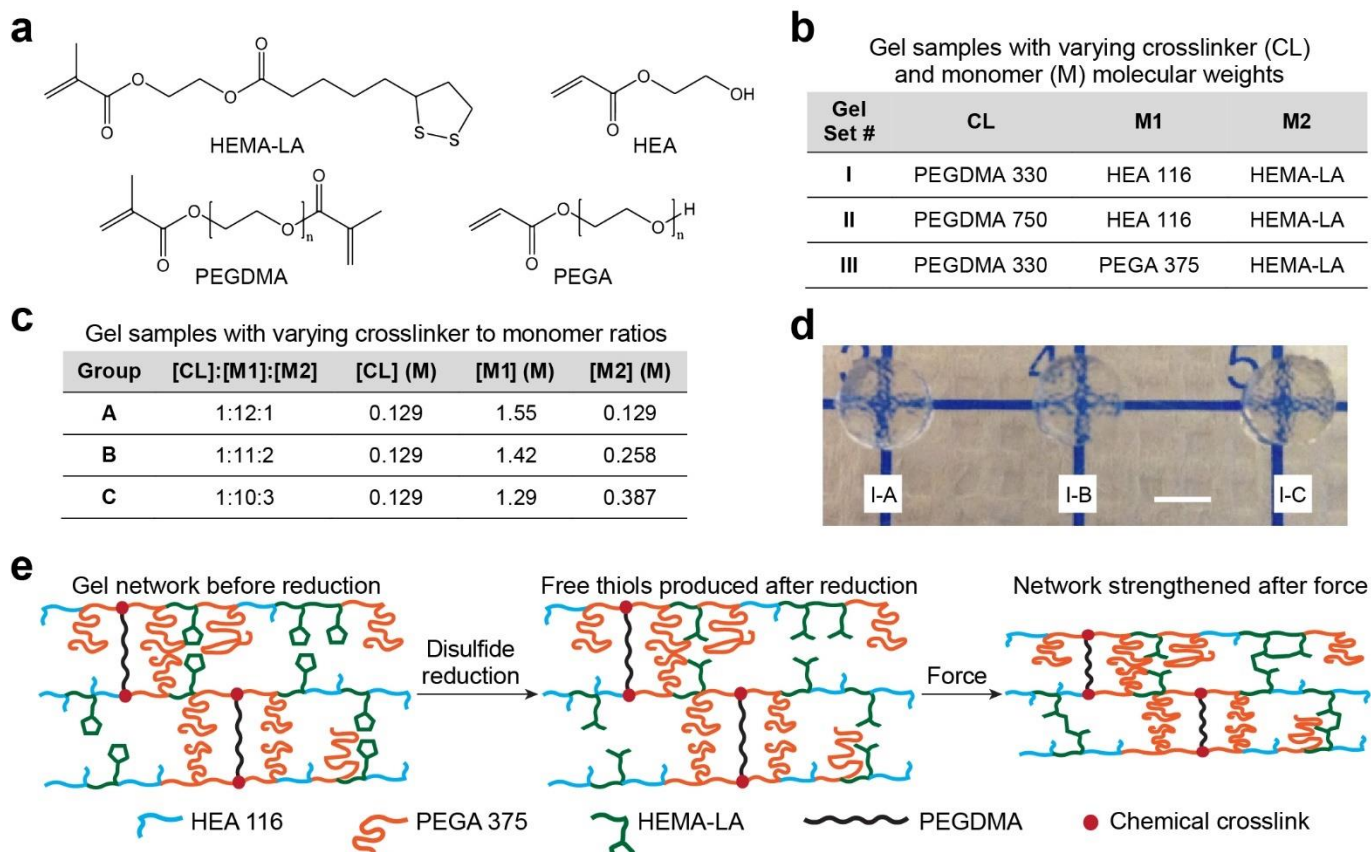 a
O
O
O
O
S
S
HEMA-LA
O
O
OH
HEA
O
O
O
n
O
PEGDMA
O
O
O
H
n
PEGA
b
Gel samples with varying crosslinker (CL)
and monomer (M) molecular weights
Gel Set # CL M1 M2
I PEGDMA 330 HEA 116 HEMA-LA
II PEGDMA 750 HEA 116 HEMA-LA
III PEGDMA 330 PEGA 375 HEMA-LA
c
Gel samples with varying crosslinker to monomer ratios
Group [CL]:[M1]:[M2] [CL] (M) [M1] (M) [M2] (M)
A 1:12:1 0.129 1.55 0.129
B 1:11:2 0.129 1.42 0.258
C 1:10:3 0.129 1.29 0.387
d
3 4 5
I-A I-B I-C
e
Gel network before reduction
Disulfide
reduction
Free thiols produced after reduction
Force
Network strengthened after force
HEA 116 PEGA 375 HEMA-LA PEGDMA Chemical crosslink